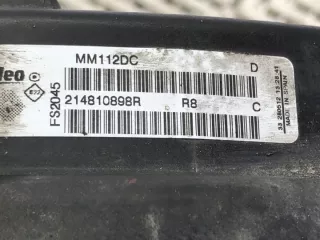 MM112DC D
leo
FS2045
214810898R R8 C
MADE IN SPAIN